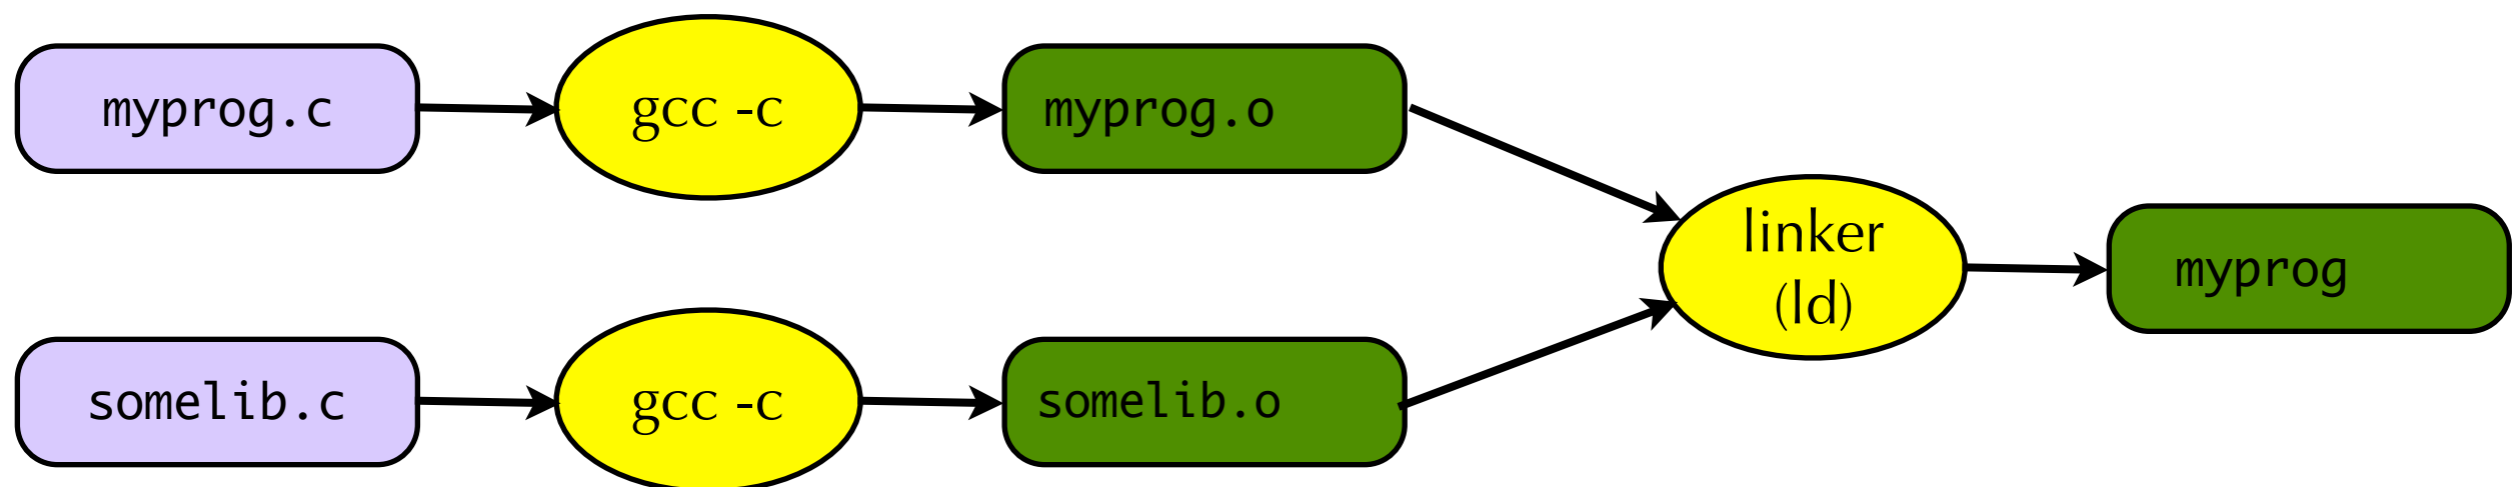 myprog.c
gcc -c
myprog.o
somelib.c
gcc -c
somelib.o
linker
(ld)
myprog